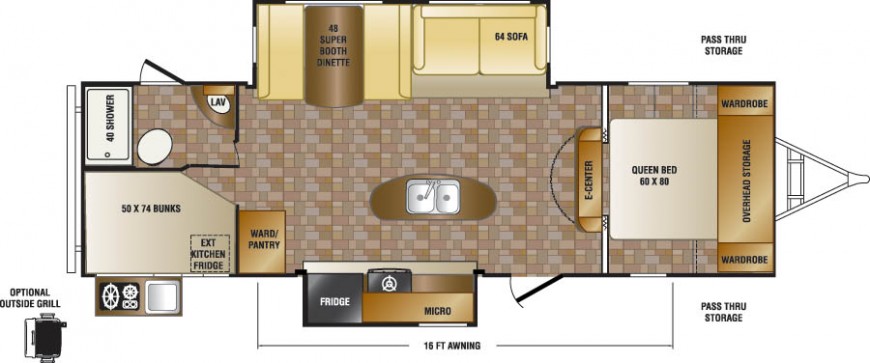 48
SUPER
BOOTH
DINETTE
64 SOFA
PASS THRU
STORAGE
40 SHOWER
LAV
WARDROBE
QUEEN BED
60 X 80
E-CENTER
OVERHEAD STORAGE
50 X 74 BUNKS
WARD/
PANTRY
EXT
KITCHEN
FRIDGE
WARDROBE
OPTIONAL
OUTSIDE GRILL
FRIDGE
MICRO
PASS THRU
STORAGE
16 FT AWNING